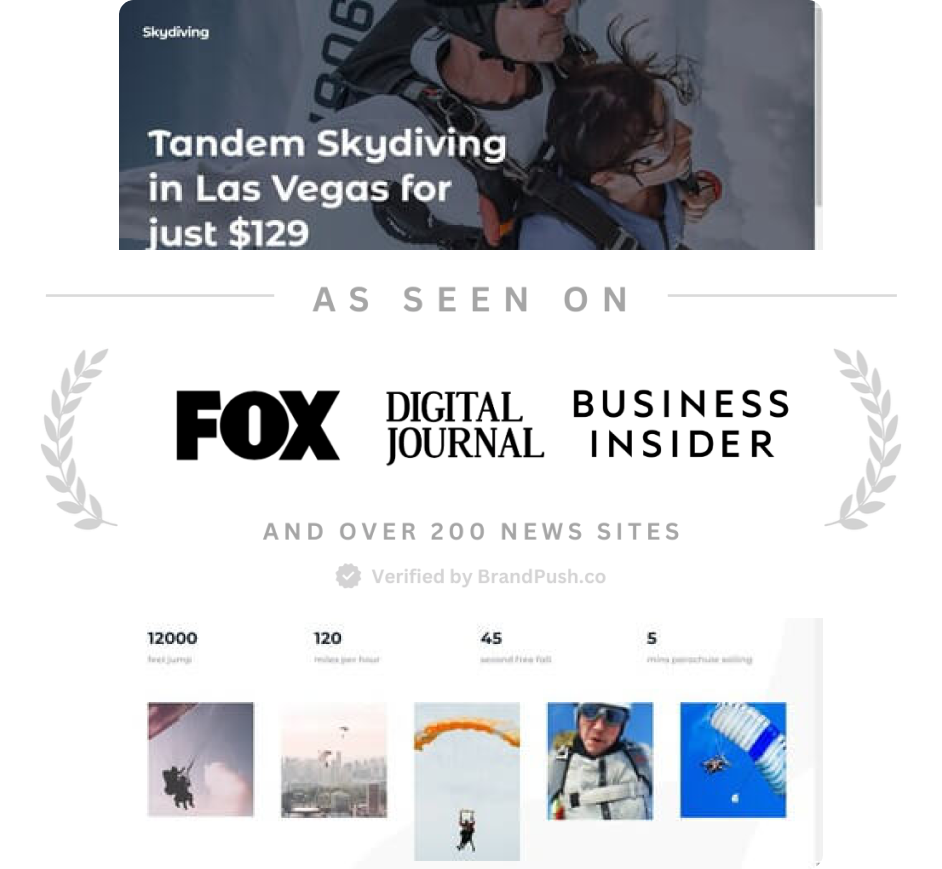 Skydiving
Tandem Skydiving
in Las Vegas for
just $129
AS SEEN ON
FOX
DIGITAL
JOURNAL
BUSINESS
INSIDER
AND OVER 200 NEWS SITES
Verified by BrandPush.co
12000
120
45
5
feet jump
miles per hour
second free fall
mins parachute sailing